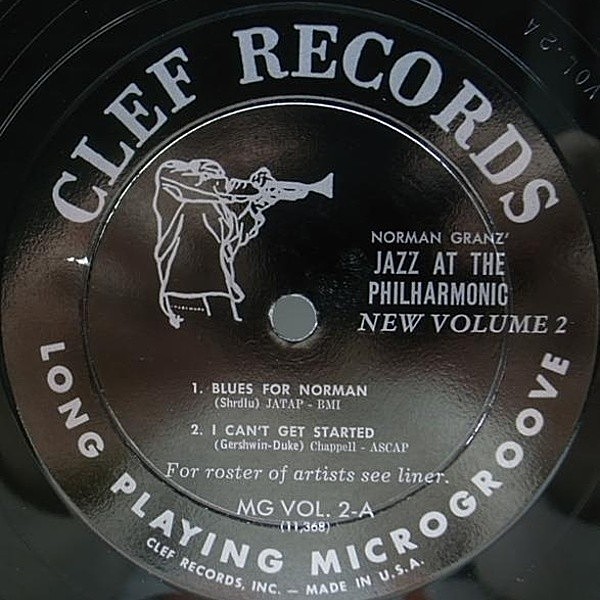 CLEF RECORDS
VOL. 2A
NORMAN GRANZ'
JAZZ AT THE
PHILHARMONIC
NEW VOLUME 2
1. BLUES FOR NORMAN
(Shrdlu) JATAP - BMI
2. I CAN'T GET STARTED
(Gershwin-Duke) Chappell - ASCAP
For roster of artists see liner.
MG VOL. 2-A
(11,368)
LONG PLAYING MICROGROOVE
CLEF RECORDS, INC. — MADE IN U.S.A.